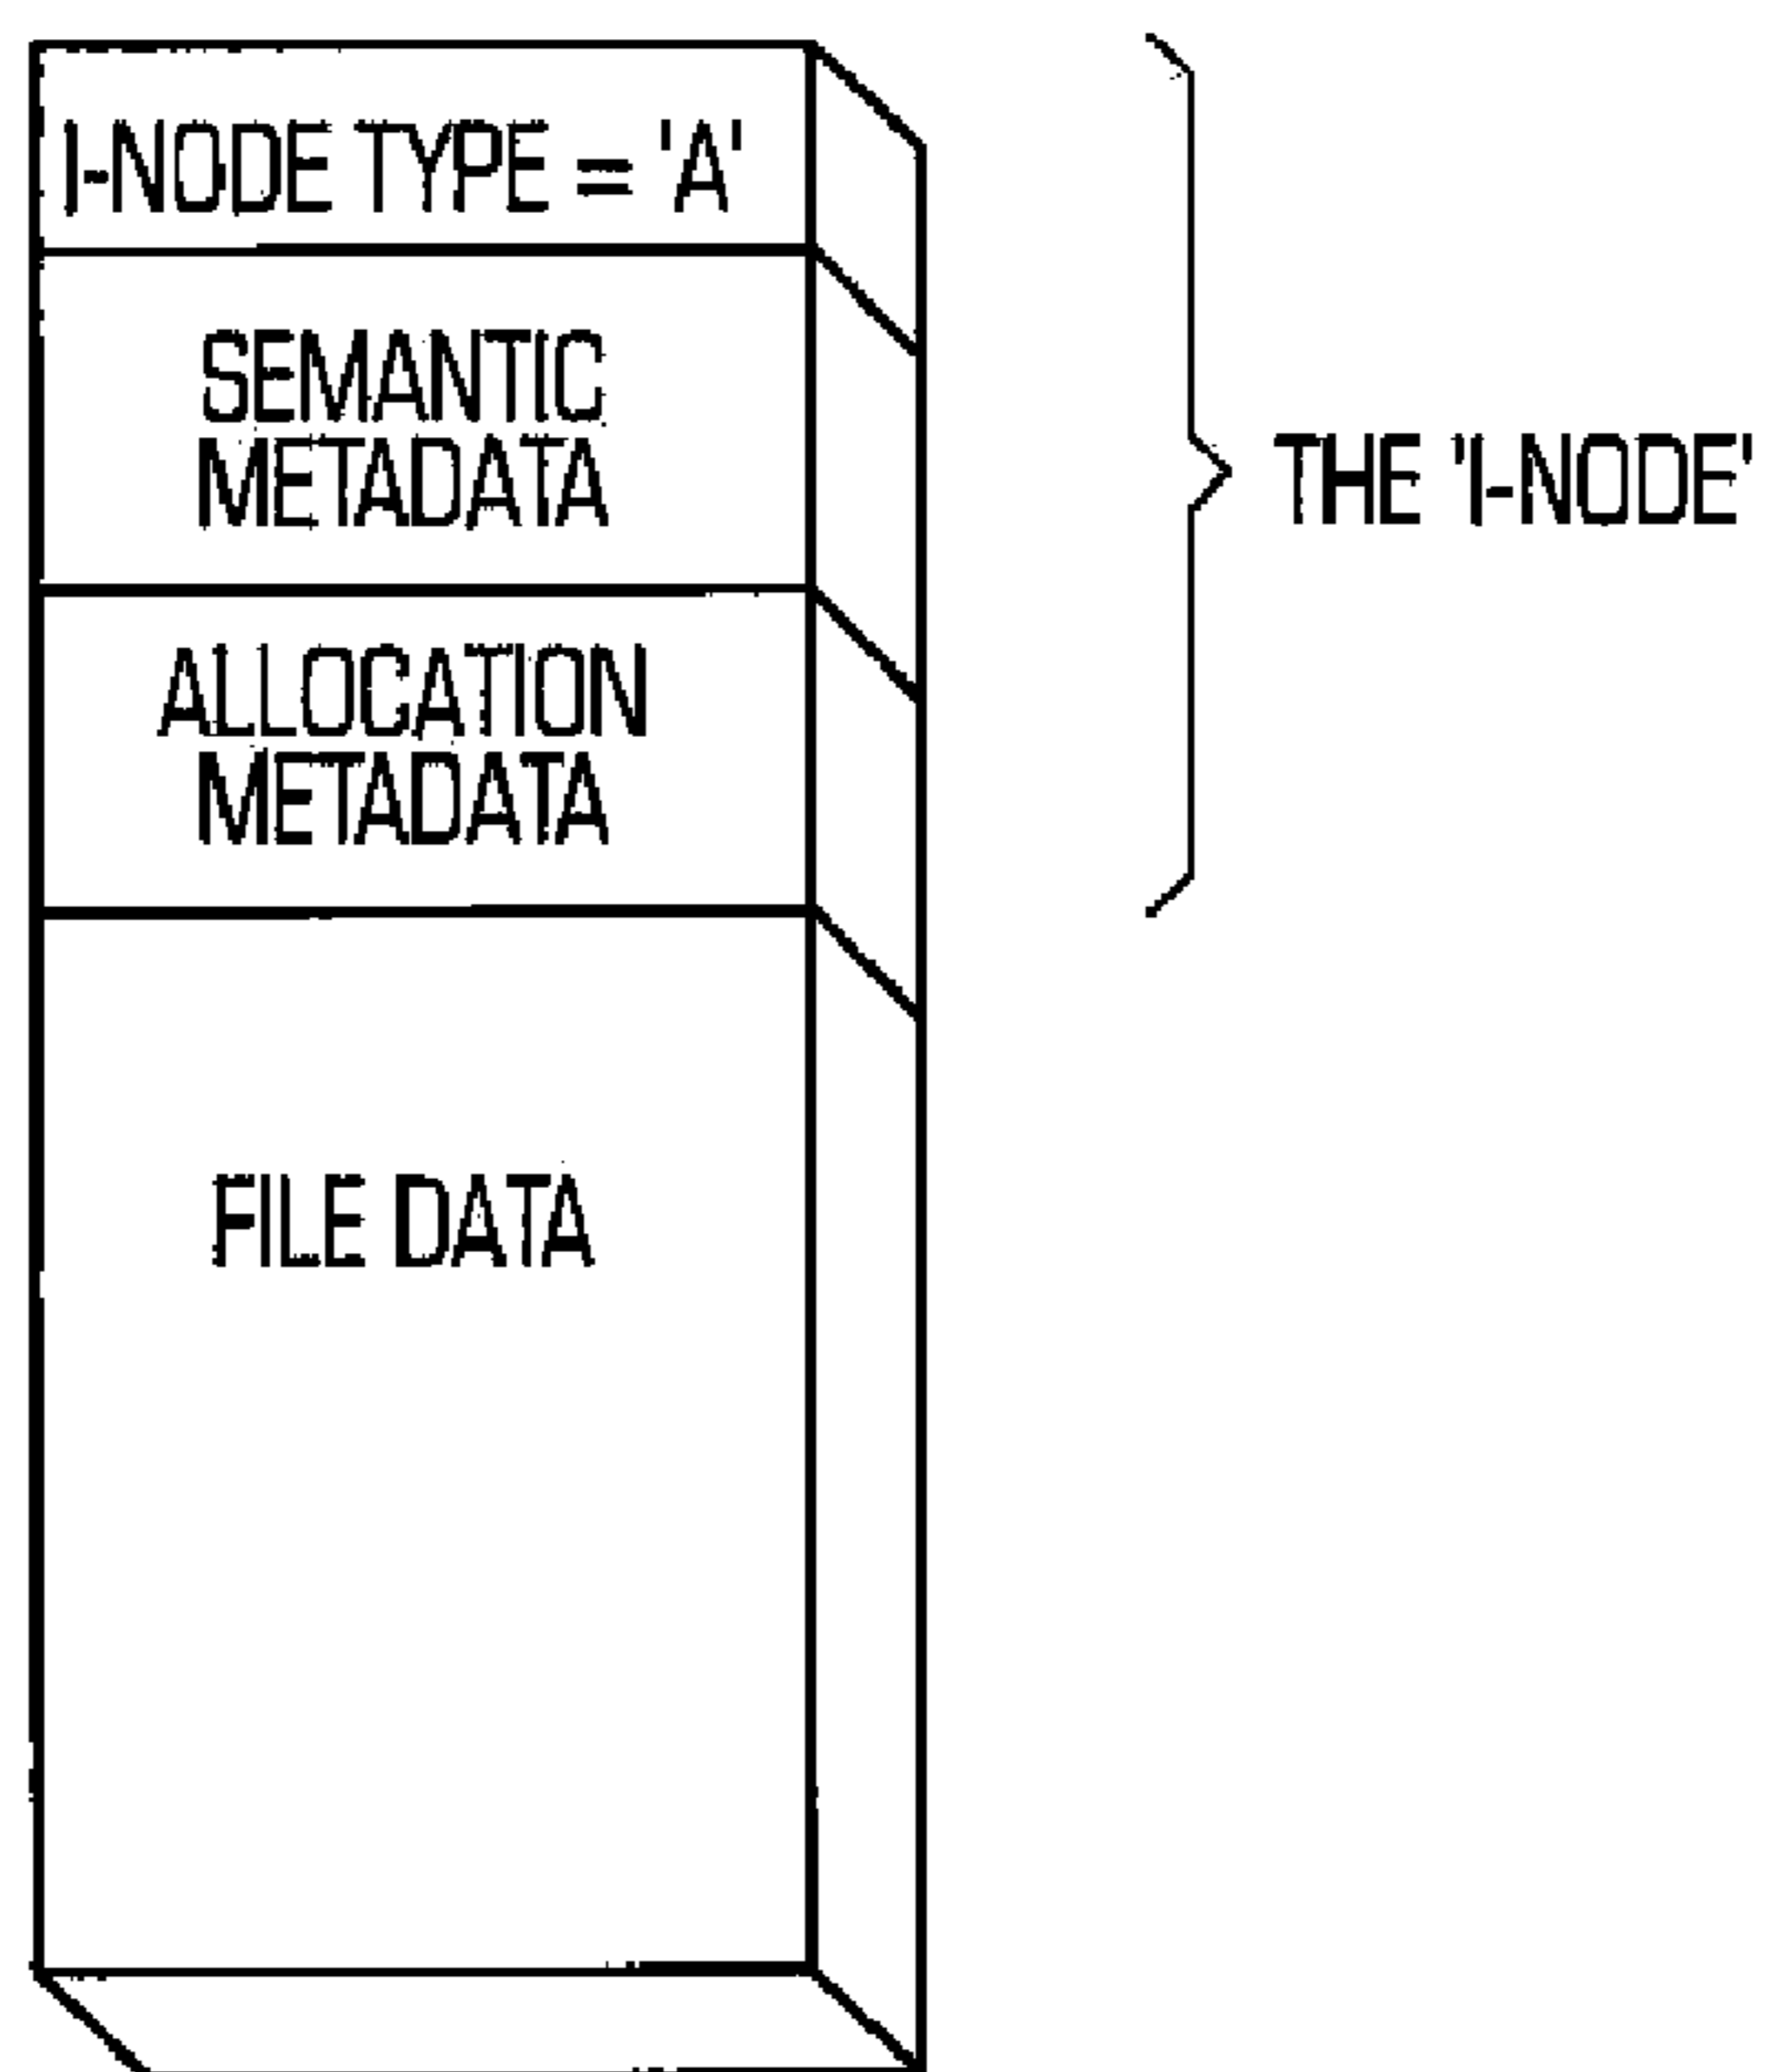 I-NODE TYPE = 'A'
SEMANTIC
METADATA
THE 'I-NODE'
ALLOCATION
METADATA
FILE DATA